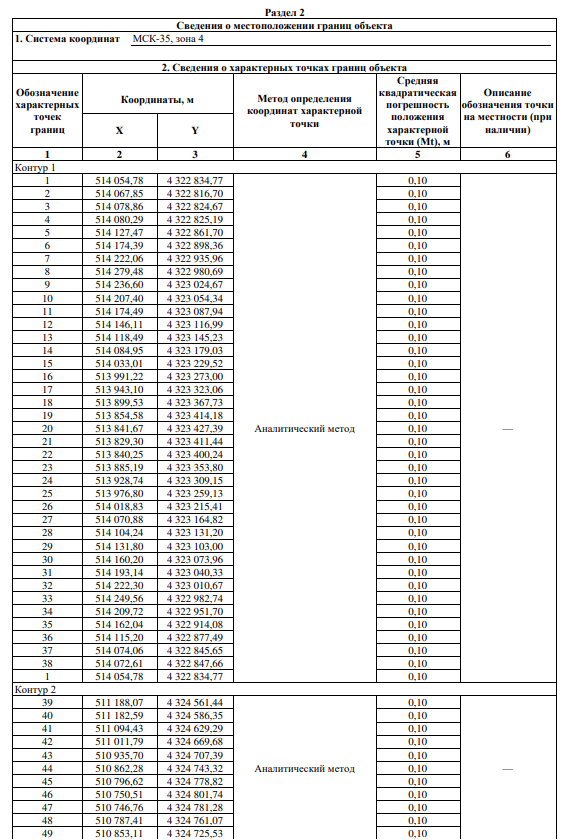 Раздел 2
Сведения о местоположении границ объекта
1. Система координат МСК-35, зона 4
2. Сведения о характерных точках границ объекта
Обозначение характерных точек границ
Координаты, м
X
Y
Метод определения координат характерной точки
Средняя квадратическая погрешность положения характерной точки (Mt), м
Описание обозначения точки на местности (при наличии)
1 2 3 4 5 6
Контур 1
1 514 054,78 4 322 834,77 0,10
2 514 067,85 4 322 816,70 0,10
3 514 078,86 4 322 824,67 0,10
4 514 080,29 4 322 825,19 0,10
5 514 127,47 4 322 861,70 0,10
6 514 174,39 4 322 898,36 0,10
7 514 222,06 4 322 935,96 0,10
8 514 279,48 4 322 980,69 0,10
9 514 236,60 4 323 024,67 0,10
10 514 207,40 4 323 054,34 0,10
11 514 174,49 4 323 087,94 0,10
12 514 146,11 4 323 116,99 0,10
13 514 118,49 4 323 145,23 0,10
14 514 084,95 4 323 179,03 0,10
15 514 033,01 4 323 229,52 0,10
16 513 991,22 4 323 273,00 0,10
17 513 943,10 4 323 323,06 0,10
18 513 899,53 4 323 367,73 0,10
19 513 854,58 4 323 414,18 0,10
20 513 841,67 4 323 427,39 Аналитический метод 0,10 —
21 513 829,30 4 323 411,44 0,10
22 513 840,25 4 323 400,24 0,10
23 513 885,19 4 323 353,80 0,10
24 513 928,74 4 323 309,15 0,10
25 513 976,80 4 323 259,13 0,10
26 514 018,83 4 323 215,41 0,10
27 514 070,88 4 323 164,82 0,10
28 514 104,24 4 323 131,20 0,10
29 514 131,80 4 323 103,00 0,10
30 514 160,20 4 323 073,96 0,10
31 514 193,14 4 323 040,33 0,10
32 514 222,30 4 323 010,67 0,10
33 514 249,56 4 322 982,74 0,10
34 514 209,72 4 322 951,70 0,10
35 514 162,04 4 322 914,08 0,10
36 514 115,20 4 322 877,49 0,10
37 514 074,06 4 322 845,65 0,10
38 514 072,61 4 322 847,66 0,10
1 514 054,78 4 322 834,77 0,10
Контур 2
39 511 188,07 4 324 561,44 0,10
40 511 182,59 4 324 586,35 0,10
41 511 094,43 4 324 629,29 0,10
42 511 011,79 4 324 669,68 0,10
43 510 935,70 4 324 707,39 0,10
44 510 862,28 4 324 743,32 Аналитический метод 0,10 —
45 510 796,62 4 324 778,82 0,10
46 510 750,51 4 324 801,74 0,10
47 510 746,76 4 324 781,28 0,10
48 510 787,41 4 324 761,07 0,10
49 510 853,11 4 324 725,53 0,10